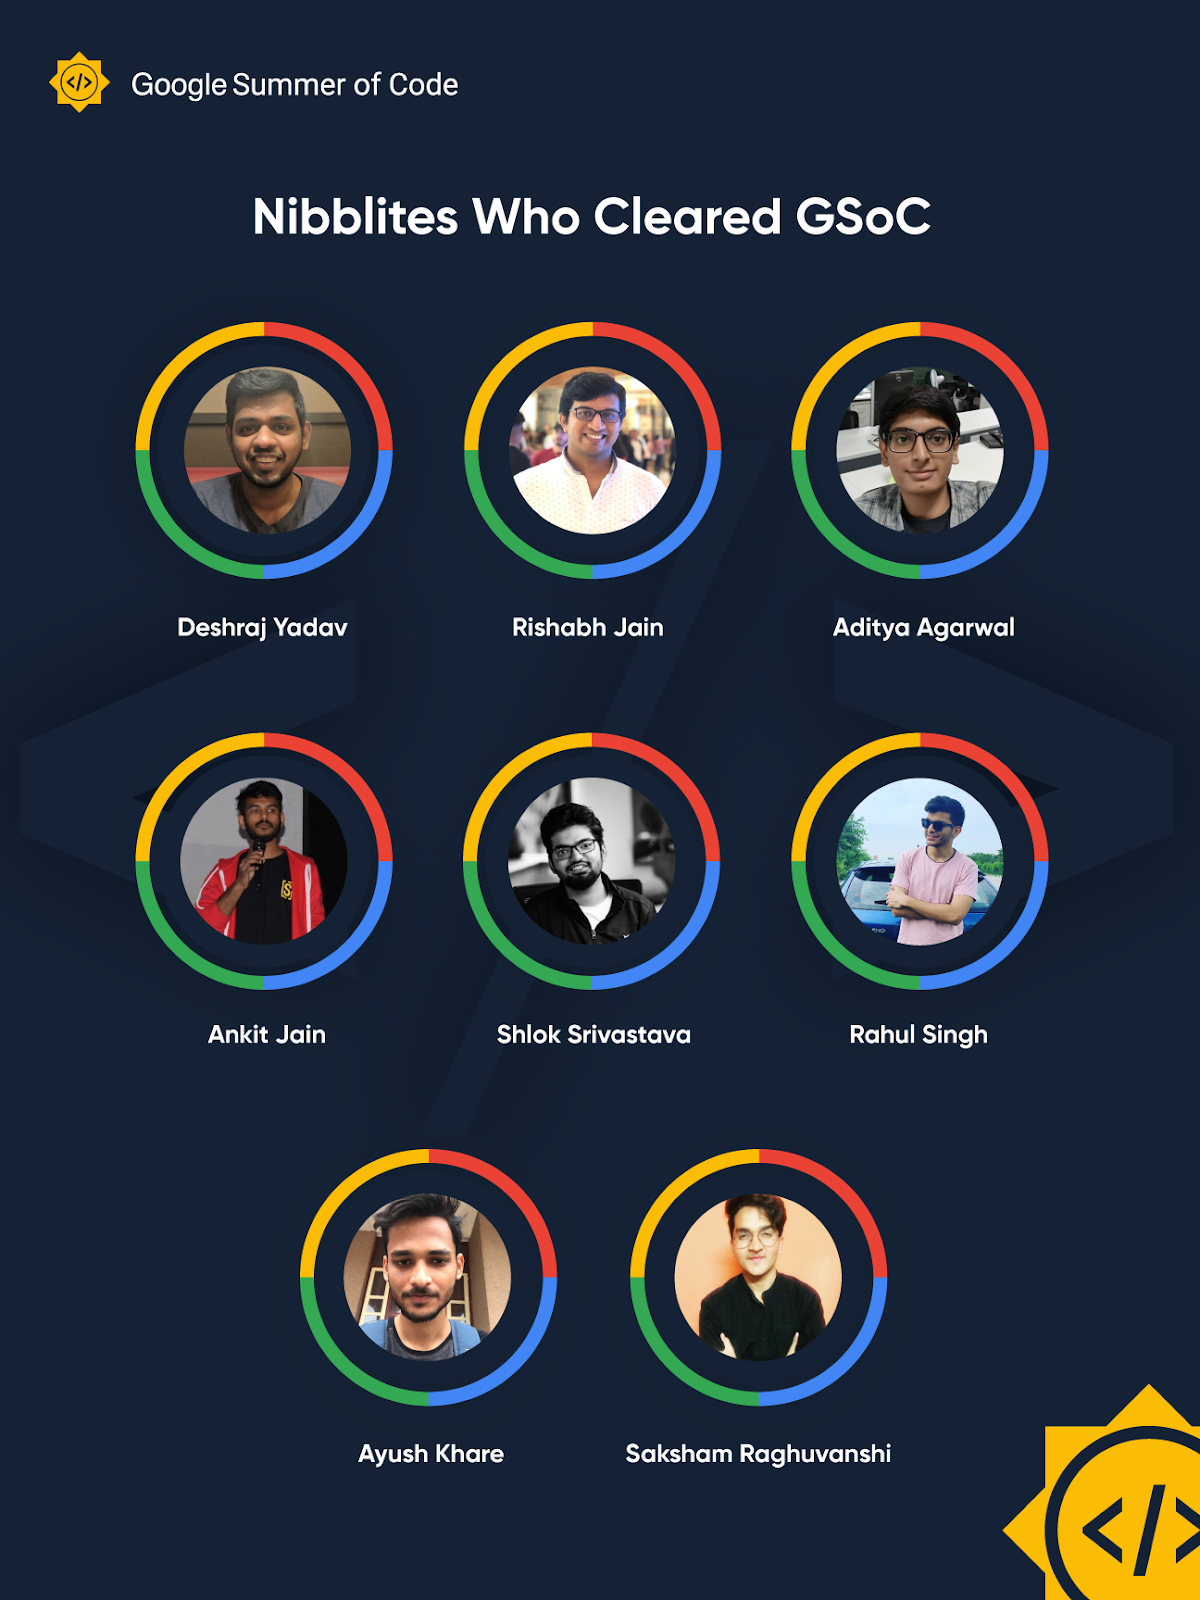 </>
Google Summer of Code
Nibblites Who Cleared GSoC
Deshraj Yadav
Rishabh Jain
Aditya Agarwal
Ankit Jain
Shlok Srivastava
Rahul Singh
Ayush Khare
Saksham Raghuvanshi
</>